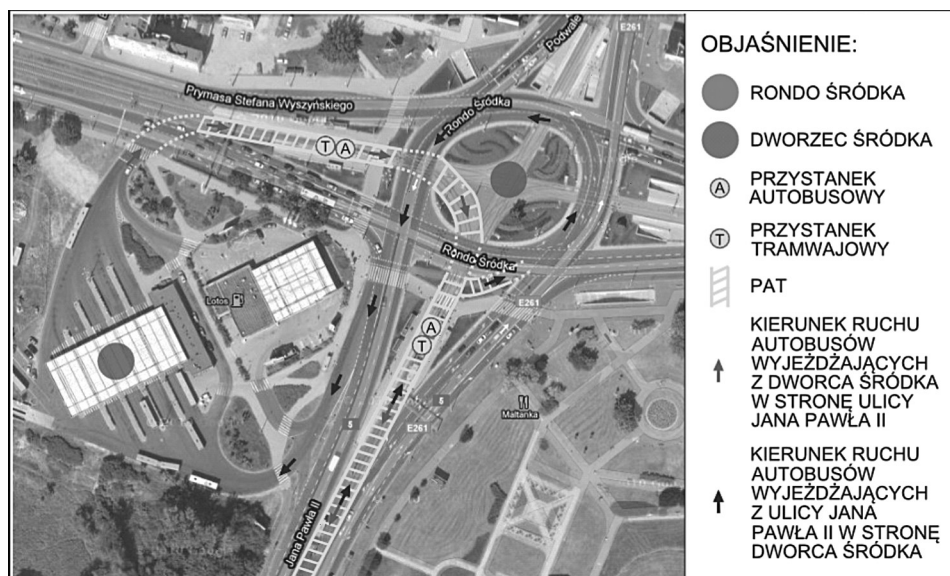 E261
Podwale
Prymasa Stefana Wyszyńskiego
Rondo Śródka
T A
Rondo Śródka
Lotos
E261
A
T
5
Maltanka
5
E261
Jana Pawła II
OBJAŚNIENIE:
RONDO ŚRÓDKA
DWORZEC ŚRÓDKA
A
PRZYSTANEK
AUTOBUSOWY
T
PRZYSTANEK
TRAMWAJOWY
PAT
KIERUNEK RUCHU
AUTOBUSÓW
WYJEŻDŻAJĄCYCH
Z DWORCA ŚRÓDKA
W STRONĘ ULICY
JANA PAWŁA II
KIERUNEK RUCHU
AUTOBUSÓW
WYJEŻDŻAJĄCYCH
Z ULICY JANA
PAWŁA II W STRONĘ
DWORCA ŚRÓDKA